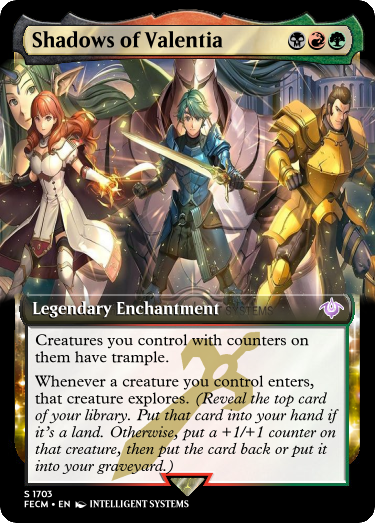 Shadows of Valentia
Legendary Enchantment
Creatures you control with counters on
them have trample.
Whenever a creature you control enters,
that creature explores. (Reveal the top card
of your library. Put that card into your hand if
it's a land. Otherwise, put a +1/+1 counter on
that creature, then put the card back or put it
into your graveyard.)
S 1703
FECM • EN INTELLIGENT SYSTEMS